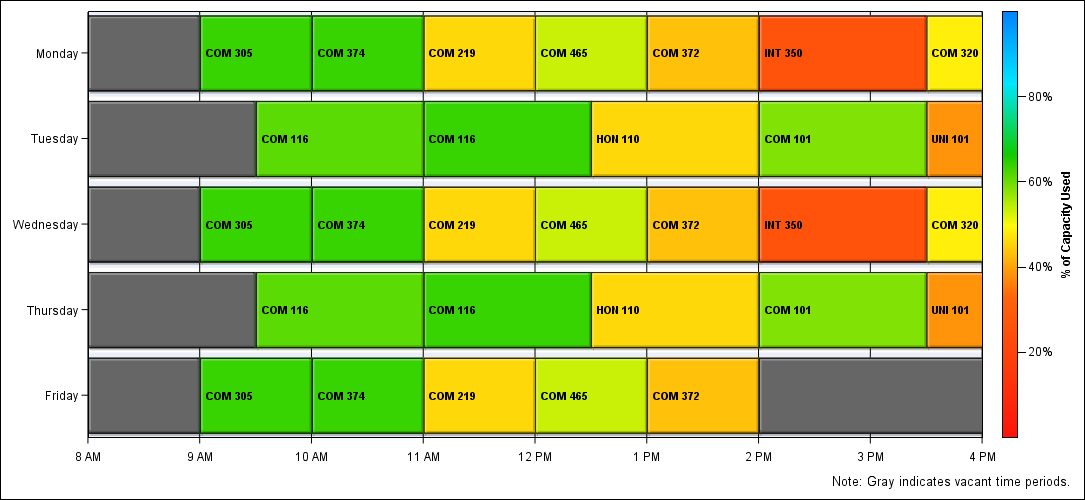 Monday
COM 305
COM 374
COM 219
COM 465
COM 372
INT 350
COM 320
Tuesday
COM 116
COM 116
HON 110
COM 101
UNI 101
Wednesday
COM 305
COM 374
COM 219
COM 465
COM 372
INT 350
COM 320
Thursday
COM 116
COM 116
HON 110
COM 101
UNI 101
Friday
COM 305
COM 374
COM 219
COM 465
COM 372
8 AM
9 AM
10 AM
11 AM
12 PM
1 PM
2 PM
3 PM
4 PM
80%
60%
40%
20%
% of Capacity Used
Note: Gray indicates vacant time periods.